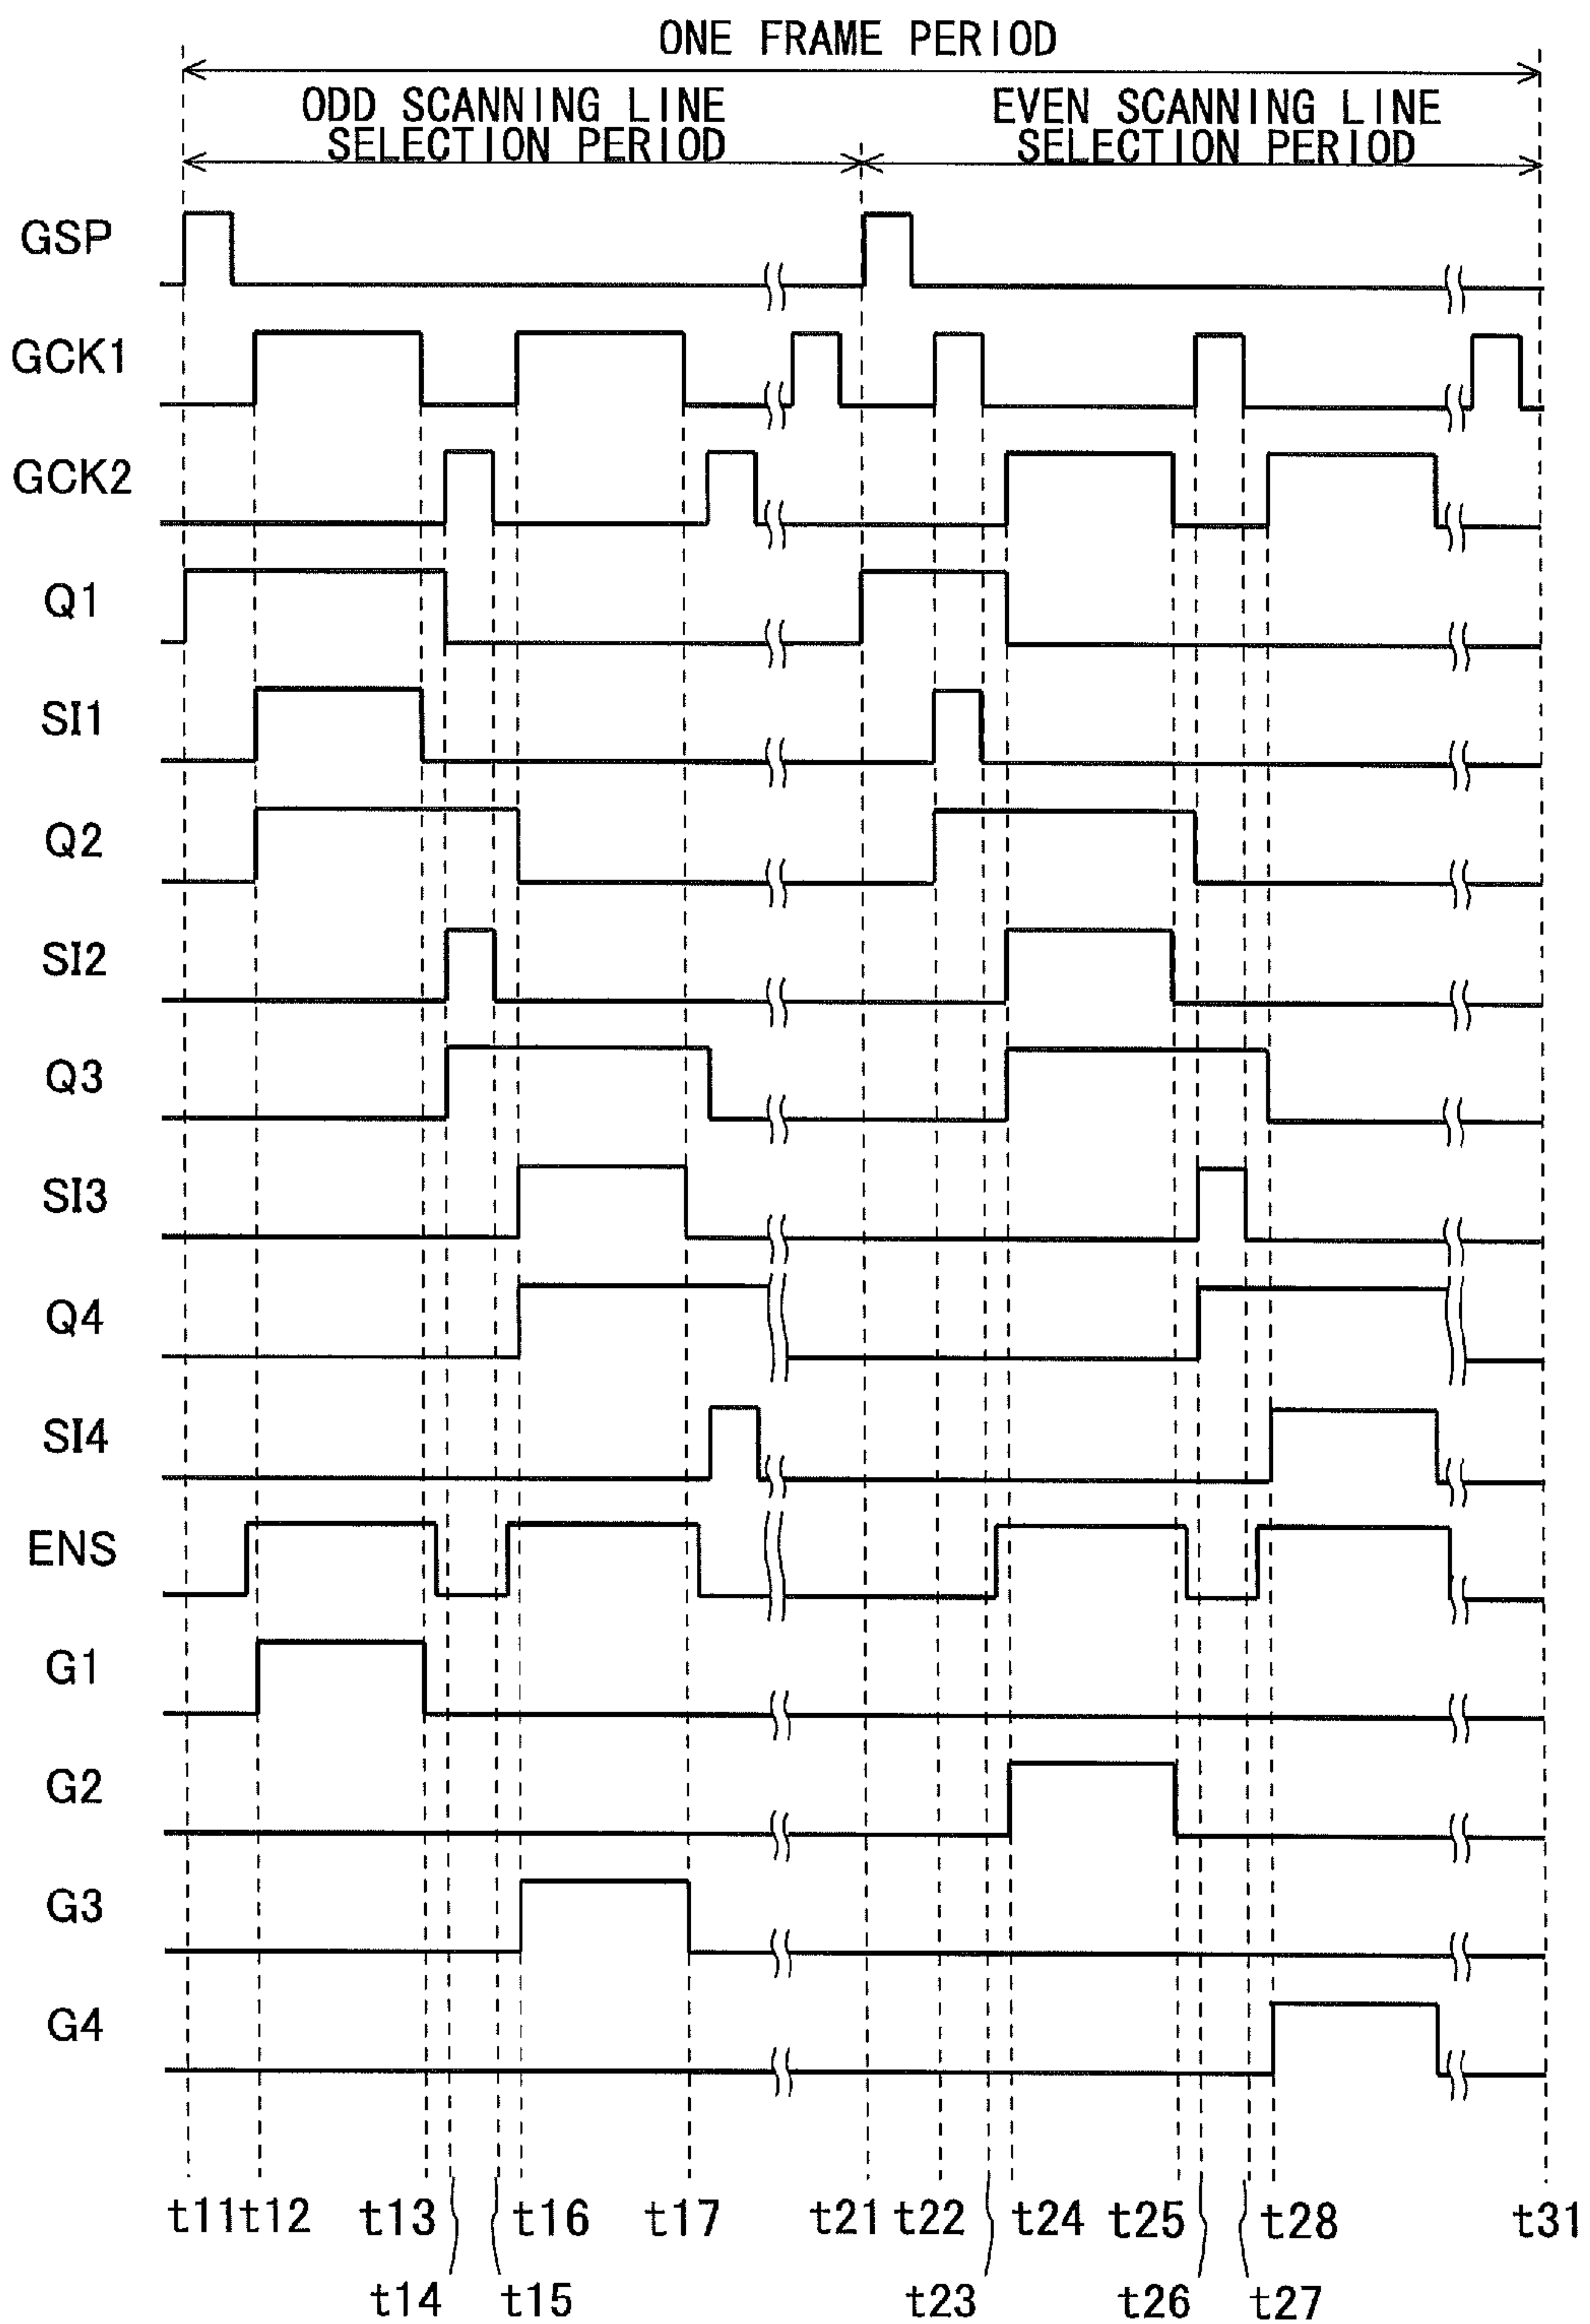 ONE FRAME PERIOD
ODD SCANNING LINE
SELECTION PERIOD
EVEN SCANNING LINE
SELECTION PERIOD
GSP
GCK1
GCK2
Q1
SI1
Q2
SI2
Q3
SI3
Q4
SI4
ENS
G1
G2
G3
G4
t11 t12 t13 t16 t17 t21 t22 t24 t25 t28 t31
t14 t15 t23 t26 t27